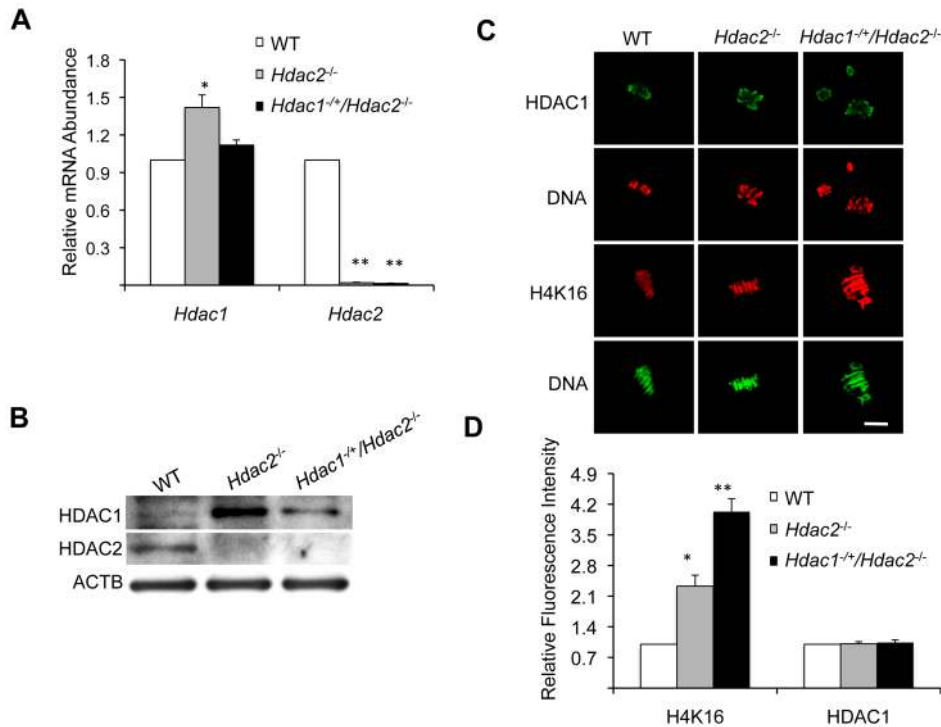 A
WT
Hdac2-/-
Hdac1-/+/Hdac2-/-
Relative mRNA Abundance
1.8
1.5
1.2
0.9
0.6
0.3
*
** **
Hdac1 Hdac2
B
WT Hdac2-/- Hdac1-/+/Hdac2-/-
HDAC1
HDAC2
ACTB
C
WT Hdac2-/- Hdac1-/+/Hdac2-/-
HDAC1
DNA
H4K16
DNA
D
Relative Fluorescence Intensity
4.9
4.2
3.5
2.8
2.1
1.4
0.7
*
**
WT
Hdac2-/-
Hdac1-/+/Hdac2-/-
H4K16 HDAC1